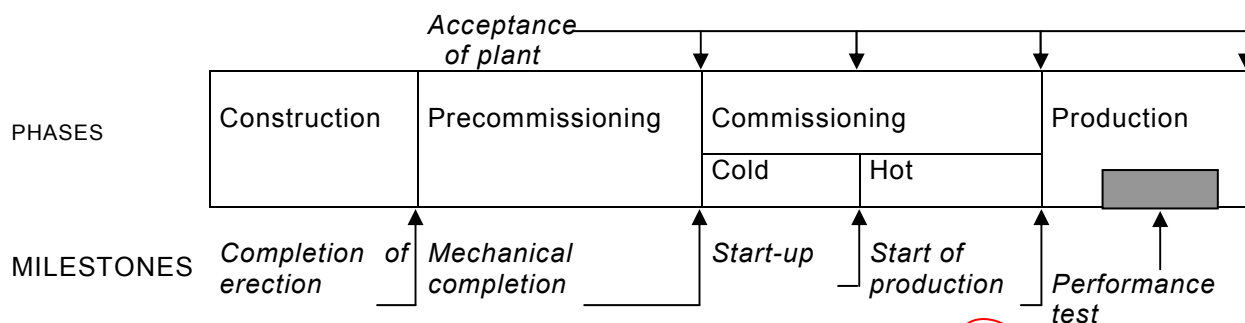 Acceptance
of plant
PHASES
Construction
Precommissioning
Commissioning
Production
Cold
Hot
MILESTONES
Completion of
erection
Mechanical
completion
Start-up
Start of
production
Performance
test